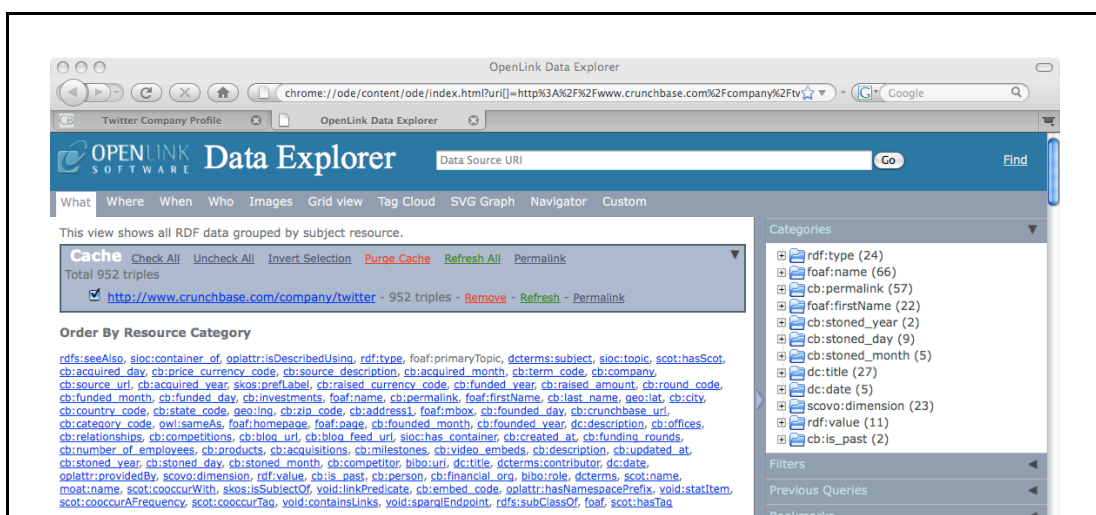 OpenLink Data Explorer
chrome://ode/content/ode/index.html?uri[]=http%3A%2F%2Fwww.crunchbase.com%2Fcompany%2Ftv
Google
CB Twitter Company Profile
OpenLink Data Explorer
OPENLINK SOFTWARE Data Explorer
Data Source URI
Go
Find
What Where When Who Images Grid view Tag Cloud SVG Graph Navigator Custom
This view shows all RDF data grouped by subject resource.
Cache Check All Uncheck All Invert Selection Purge Cache Refresh All Permalink
Total 952 triples
http://www.crunchbase.com/company/twitter - 952 triples - Remove - Refresh - Permalink
Order By Resource Category
rdfs:seeAlso, sioc:container_of, oplattr:isDescribedUsing, rdf:type, foaf:primaryTopic, dcterms:subject, sioc:topic, scot:hasScot,
cb:acquired_day, cb:price_currency_code, cb:source_description, cb:acquired_month, cb:term_code, cb:company,
cb:source_url, cb:acquired_year, skos:prefLabel, cb:raised_currency_code, cb:funded_year, cb:raised_amount, cb:round_code,
cb:funded_month, cb:funded_day, cb:investments, foaf:name, cb:permalink, foaf:firstName, cb:last_name, geo:lat, cb:city,
cb:country_code, cb:state_code, geo:lng, cb:zip_code, cb:address1, foaf:mbox, cb:founded_day, cb:crunchbase_url,
cb:category_code, owl:sameAs, foaf:homepage, foaf:page, cb:founded_month, cb:founded_year, dc:description, cb:offices,
cb:relationships, cb:competitions, cb:blog_url, cb:blog_feed_url, sioc:has_container, cb:created_at, cb:funding_rounds,
cb:number_of_employees, cb:products, cb:acquisitions, cb:milestones, cb:video_embeds, cb:description, cb:updated_at,
cb:stoned_year, cb:stoned_day, cb:stoned_month, cb:competitor, bibo:uri, dc:title, dcterms:contributor, dc:date,
oplattr:providedBy, scovo:dimension, rdf:value, cb:is_past, cb:person, cb:financial_org, bibo:role, dcterms, scot:name,
moat:name, scot:cooccurWith, skos:isSubjectOf, void:linkPredicate, cb:embed_code, oplattr:hasNamespacePrefix, void:statItem,
scot:cooccurAFrequency, scot:cooccurTag, void:containsLinks, void:sparqlEndpoint, rdfs:subClassOf, foaf, scot:hasTag
Categories
rdf:type (24)
foaf:name (66)
cb:permalink (57)
foaf:firstName (22)
cb:stoned_year (2)
cb:stoned_day (9)
cb:stoned_month (5)
dc:title (27)
dc:date (5)
scovo:dimension (23)
rdf:value (11)
cb:is_past (2)
Filters
Previous Queries